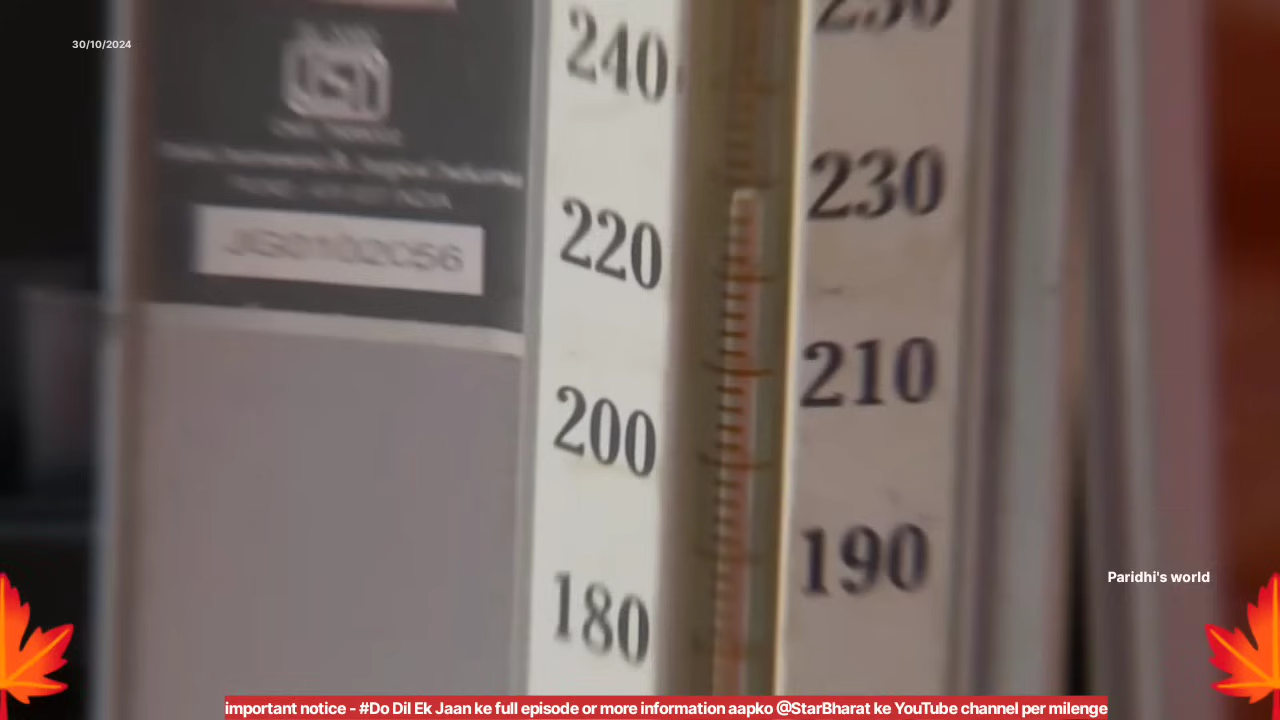 30/10/2024
240
230
220
JG0102C56
210
200
190
Paridhi's world
180
important notice - #Do Dil Ek Jaan ke full episode or more information aapko @StarBharat ke YouTube channel per milenge